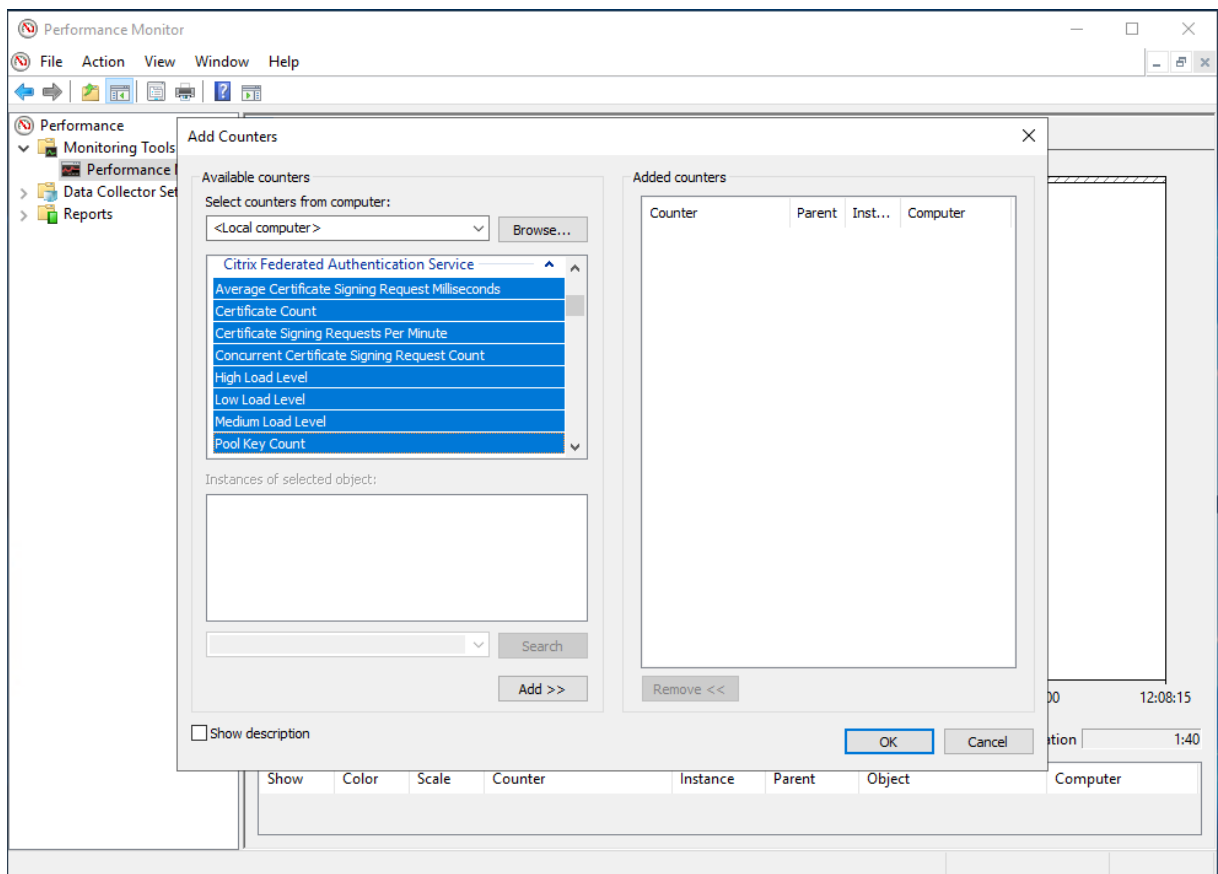 Performance Monitor
File Action View Window Help
Performance
Monitoring Tools
Performance
Data Collector Set
Reports
Add Counters
Available counters
Select counters from computer:
<Local computer>
Browse...
Citrix Federated Authentication Service
Average Certificate Signing Request Milliseconds
Certificate Count
Certificate Signing Requests Per Minute
Concurrent Certificate Signing Request Count
High Load Level
Low Load Level
Medium Load Level
Pool Key Count
Instances of selected object:
Search
Add >>
Show description
Added counters
Counter Parent Inst... Computer
Remove <<
OK Cancel
00 12:08:15
ation 1:40
Show Color Scale Counter Instance Parent Object Computer